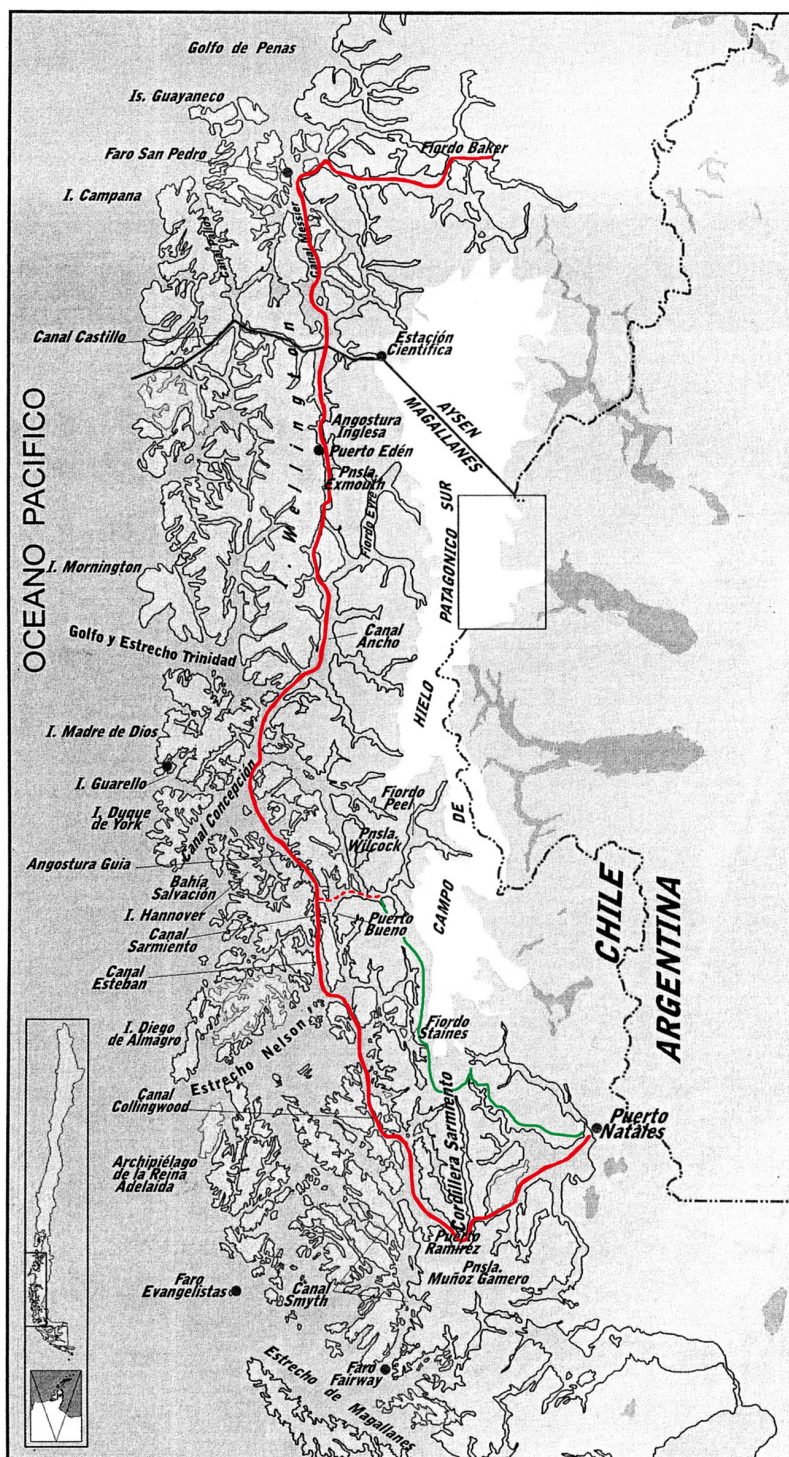 Golfo de Penas
Is. Guayaneco
Faro San Pedro
Fiordo Baker
I. Campana
Canal Messier
Canal Fallos
Canal Castillo
Estación
Científica
OCEANO PACIFICO
I. Wellington
AYSEN
MAGALLANES
Angostura
Inglesa
Puerto Edén
Pnsla.
Exmouth
Fiordo Eyre
I. Mornington
Canal
Ancho
Golfo y Estrecho Trinidad
CAMPO DE HIELO PATAGONICO SUR
I. Madre de Dios
I. Guarello
I. Duque
de York
Canal Concepción
Fiordo
Peel
Pnsla.
Wilcock
Angostura Guia
Bahía
Salvación
I. Hannover
Canal
Sarmiento
Puerto
Bueno
Canal
Esteban
CHILE
ARGENTINA
I. Diego
de Almagro
Estrecho Nelson
Fiordo
Staines
Canal
Collingwood
Cordillera Sarmiento
Puerto
Natales
Archipiélago
de la Reina
Adelaida
Puerto
Ramírez
Pnsla.
Muñoz Gamero
Faro
Evangelistas
Canal
Smyth
Faro
Fairway
Estrecho de Magallanes